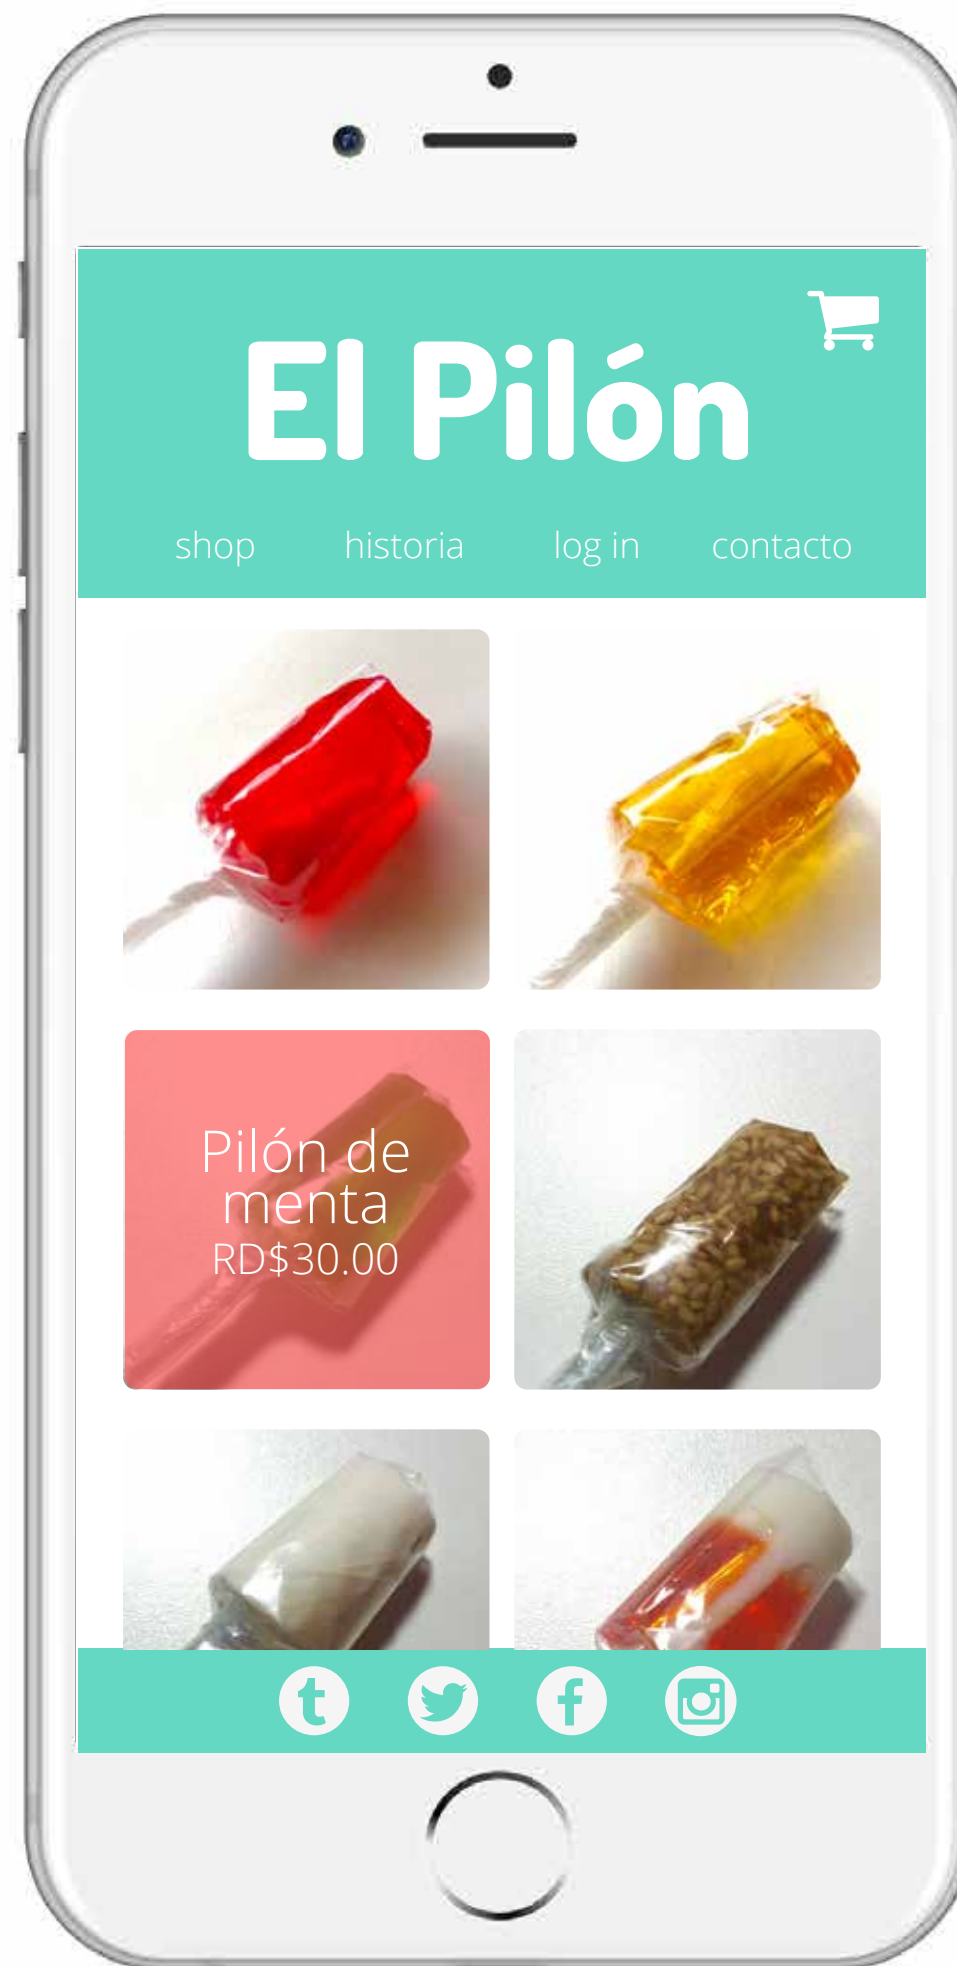 El Pilón
shop historia log in contacto
Pilón de
menta
RD$30.00